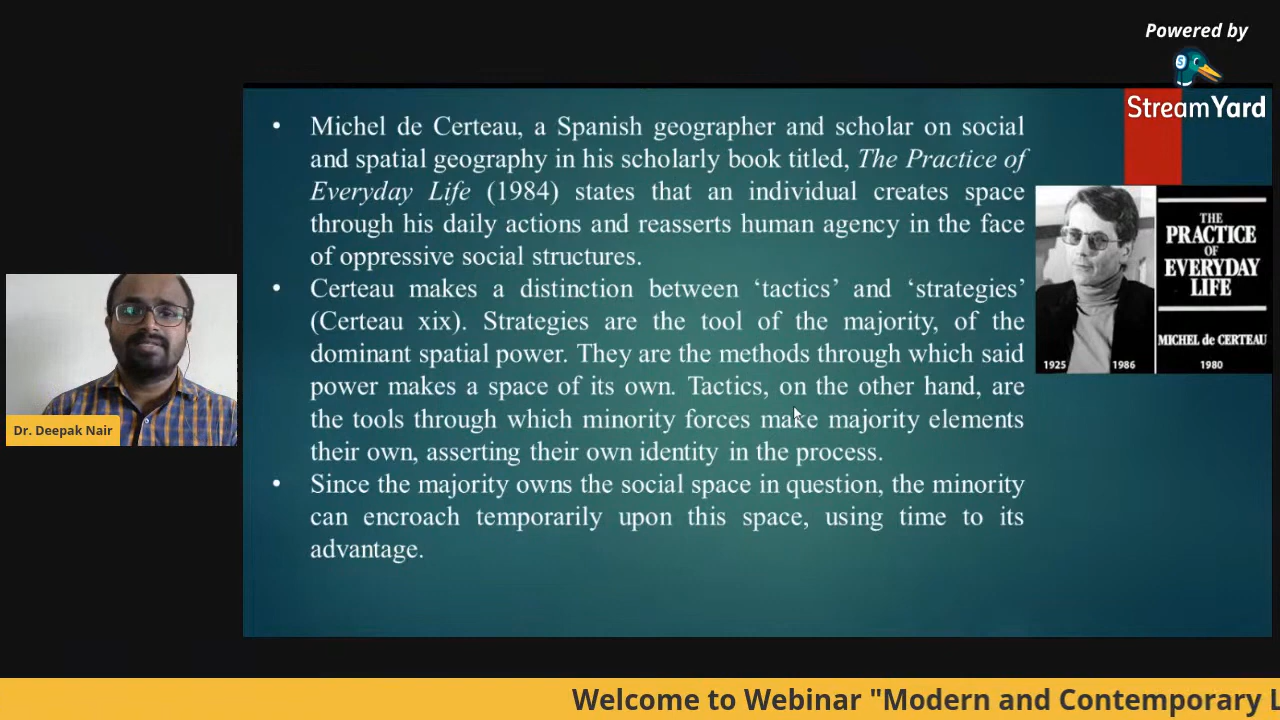 Powered by
StreamYard
• Michel de Certeau, a Spanish geographer and scholar on social
and spatial geography in his scholarly book titled, The Practice of
Everyday Life (1984) states that an individual creates space
through his daily actions and reasserts human agency in the face
of oppressive social structures.
• Certeau makes a distinction between ‘tactics’ and ‘strategies’
(Certeau xix). Strategies are the tool of the majority, of the
dominant spatial power. They are the methods through which said
power makes a space of its own. Tactics, on the other hand, are
the tools through which minority forces make majority elements
their own, asserting their own identity in the process.
• Since the majority owns the social space in question, the minority
can encroach temporarily upon this space, using time to its
advantage.
THE
PRACTICE
OF
EVERYDAY
LIFE
MICHEL de CERTEAU
1925 1986 1980
Dr. Deepak Nair
Welcome to Webinar "Modern and Contemporary L